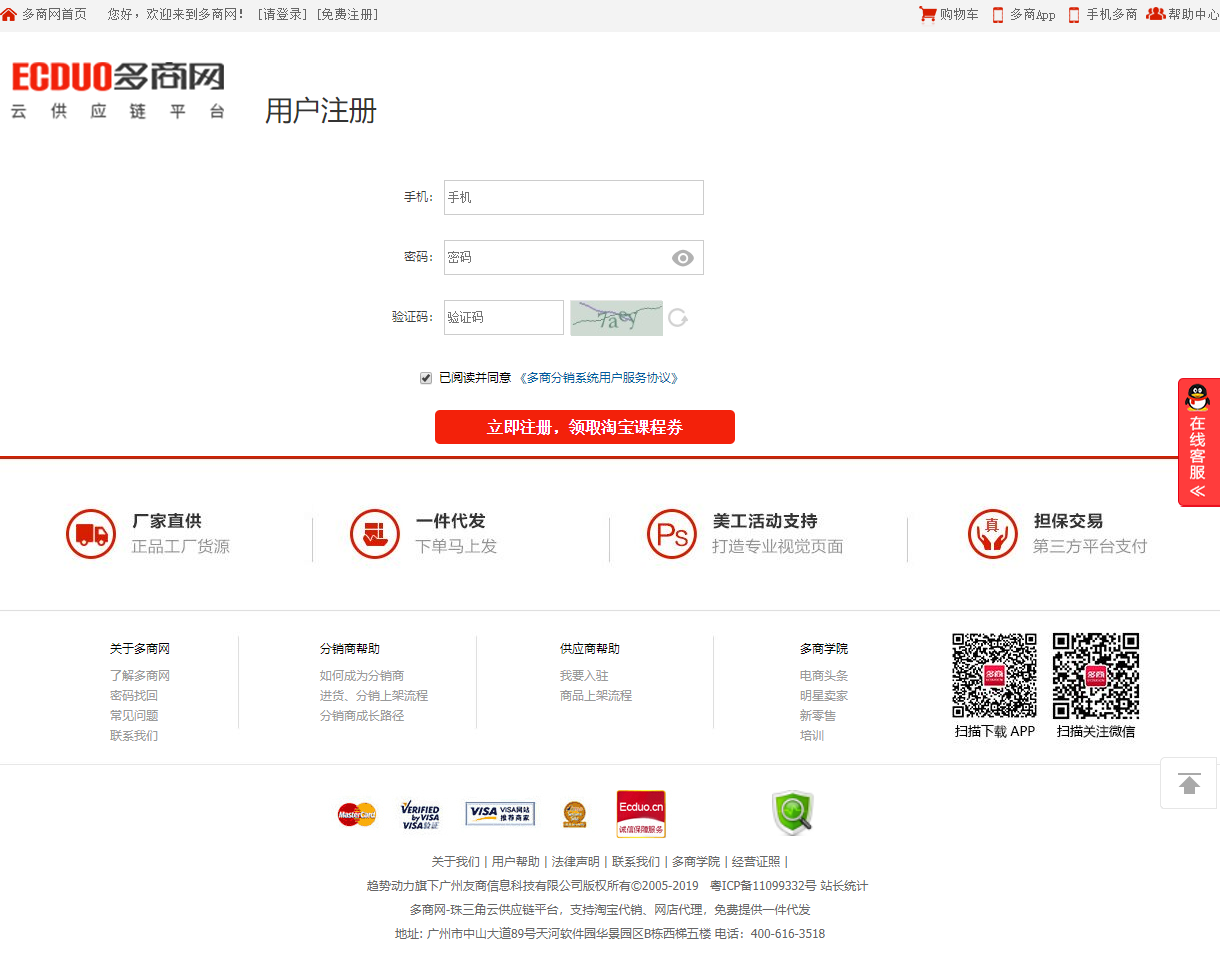 多商网首页 您好，欢迎来到多商网！ [请登录] [免费注册] 购物车 多商App 手机多商 帮助中心
ECDUO多商网
云供应链平台
用户注册
手机： 手机
密码： 密码
验证码： 验证码
已阅读并同意 《多商分销系统用户服务协议》
立即注册，领取淘宝课程券
在线客服
厂家直供
正品工厂货源
一件代发
下单马上发
Ps
美工活动支持
打造专业视觉页面
真
担保交易
第三方平台支付
关于多商网
了解多商网
密码找回
常见问题
联系我们
分销商帮助
如何成为分销商
进货、分销上架流程
分销商成长路径
供应商帮助
我要入驻
商品上架流程
多商学院
电商头条
明星卖家
新零售
培训
多商
扫描下载 APP
多商
扫描关注微信
MasterCard
VERIFIED by VISA VISA验证
VISA VISA网站推荐商家
Ecduo.cn
诚信保障服务
关于我们 | 用户帮助 | 法律声明 | 联系我们 | 多商学院 | 经营证照 |
趋势动力旗下广州友商信息科技有限公司版权所有©2005-2019 粤ICP备11099332号 站长统计
多商网-珠三角云供应链平台，支持淘宝代销、网店代理，免费提供一件代发
地址: 广州市中山大道89号天河软件园华景园区B栋西梯五楼 电话：400-616-3518